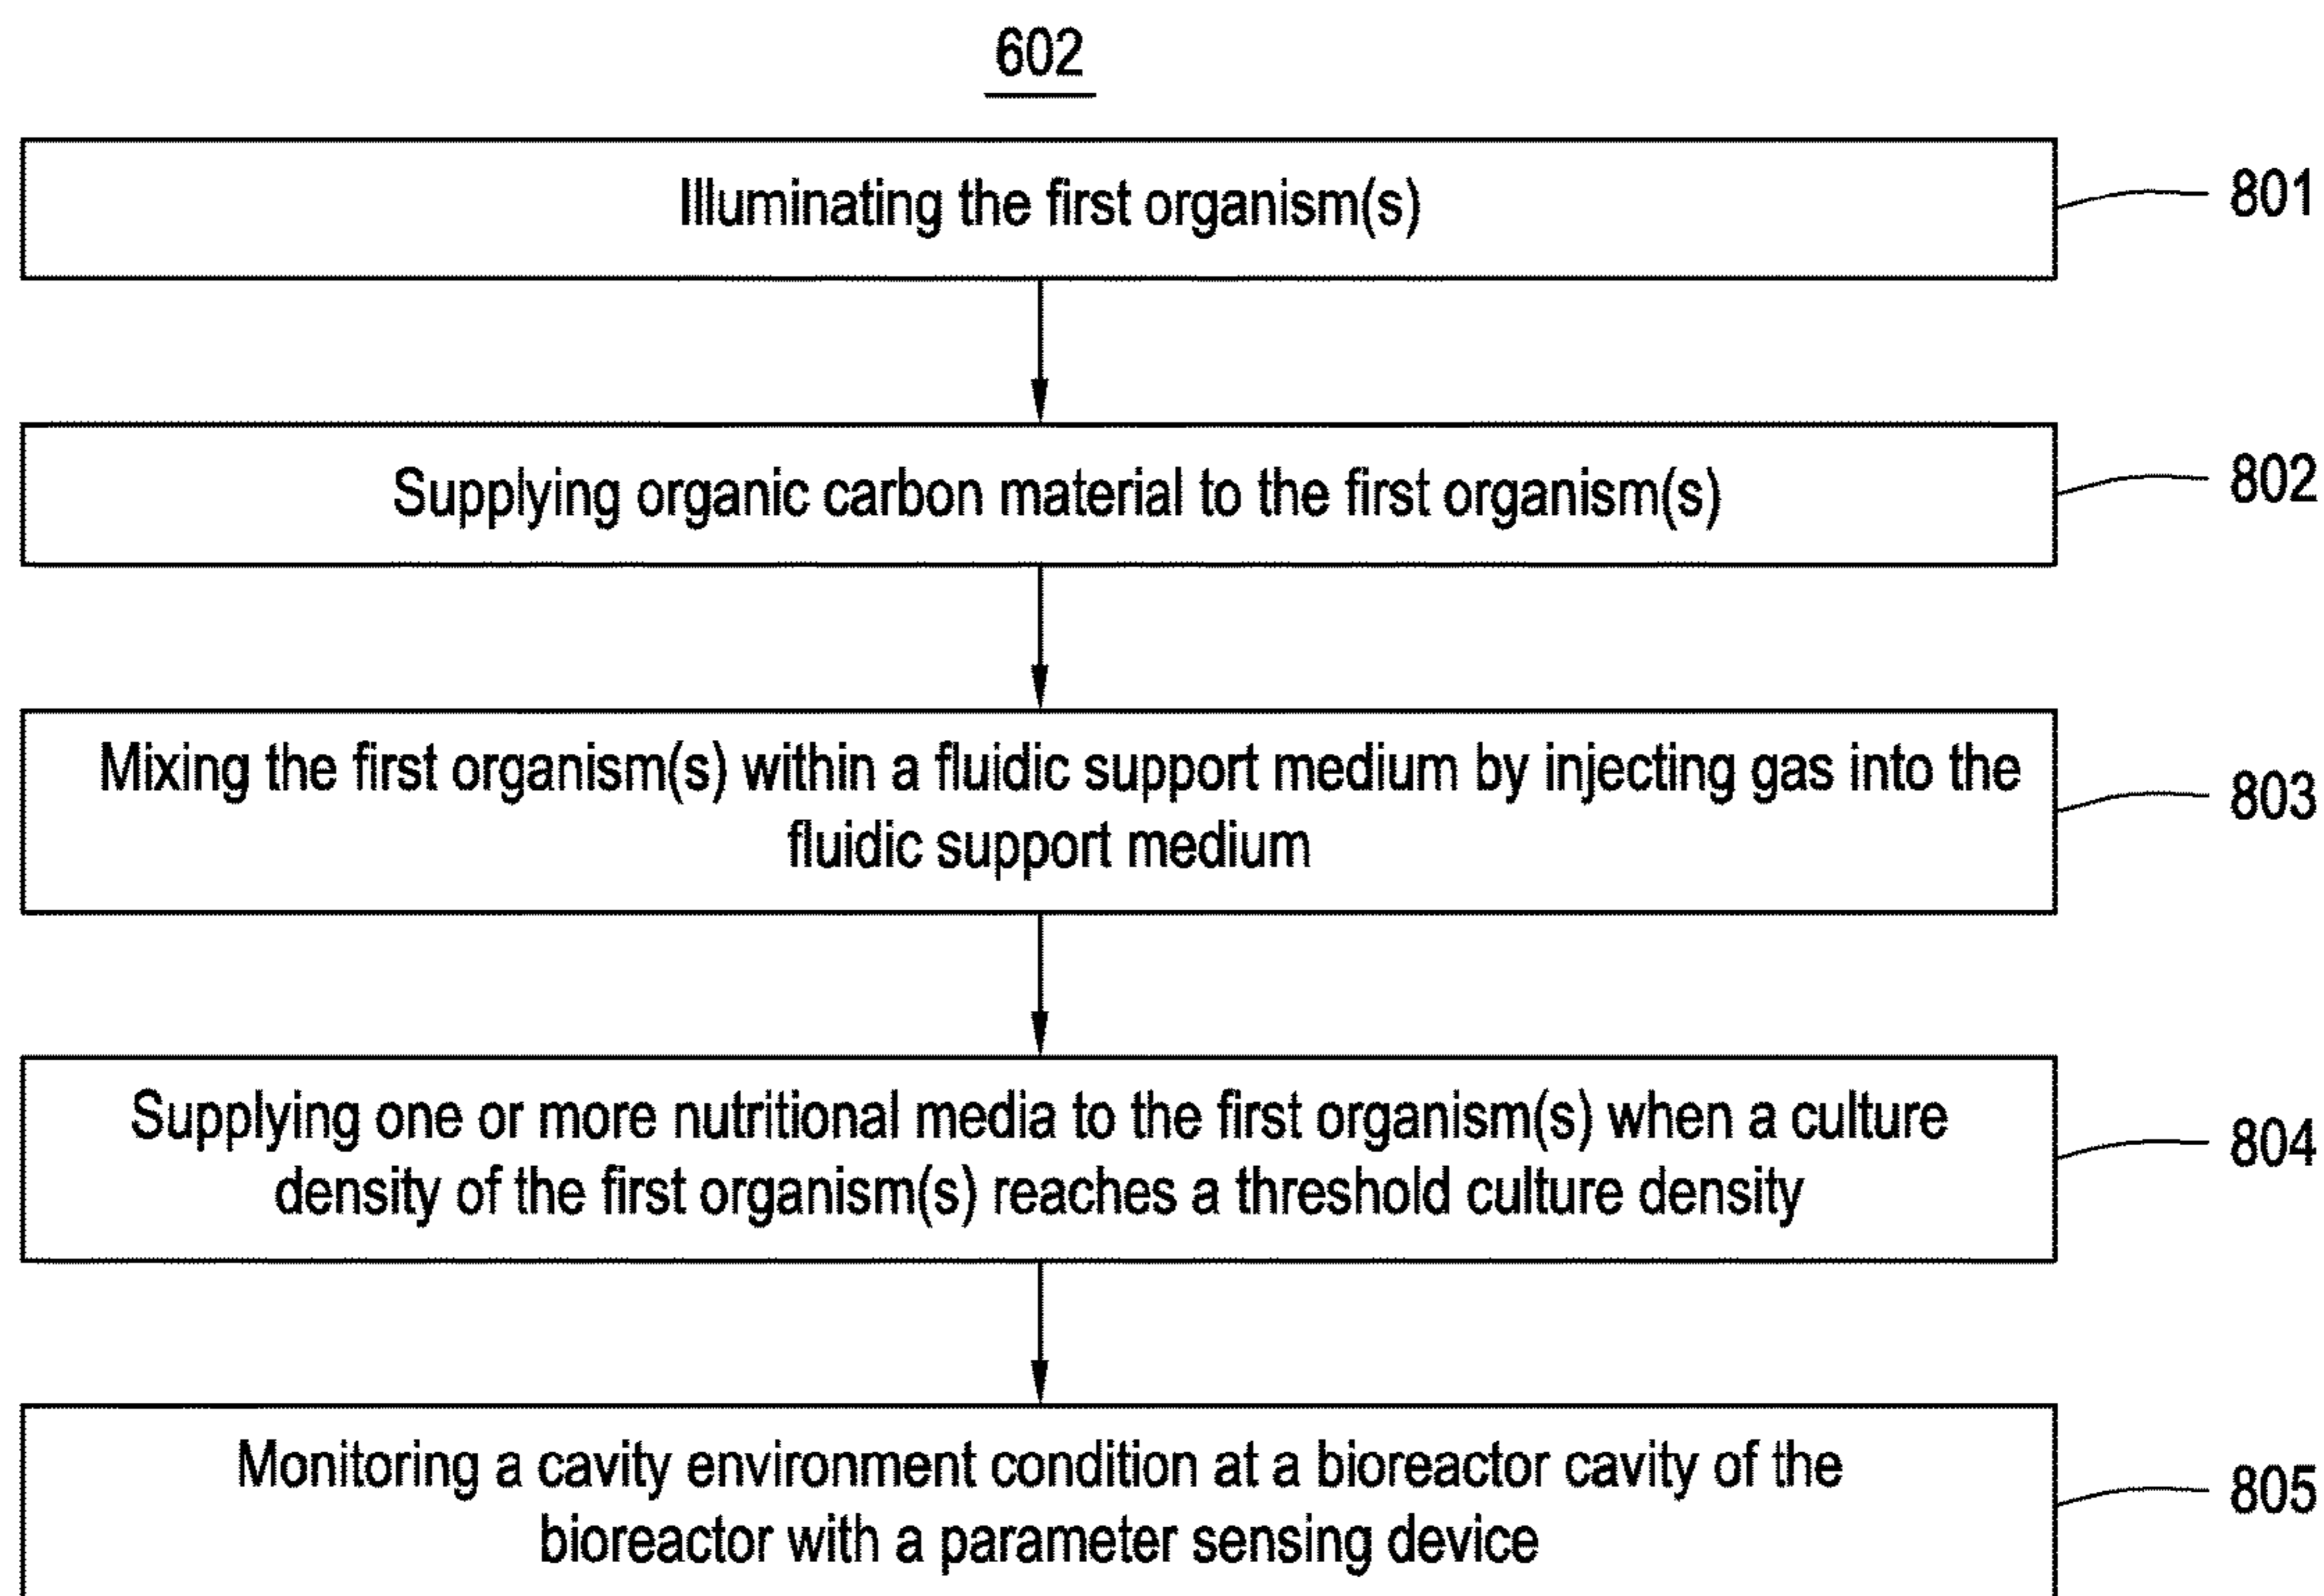 602
Illuminating the first organism(s)
801
Supplying organic carbon material to the first organism(s)
802
Mixing the first organism(s) within a fluidic support medium by injecting gas into the
fluidic support medium
803
Supplying one or more nutritional media to the first organism(s) when a culture
density of the first organism(s) reaches a threshold culture density
804
Monitoring a cavity environment condition at a bioreactor cavity of the
bioreactor with a parameter sensing device
805